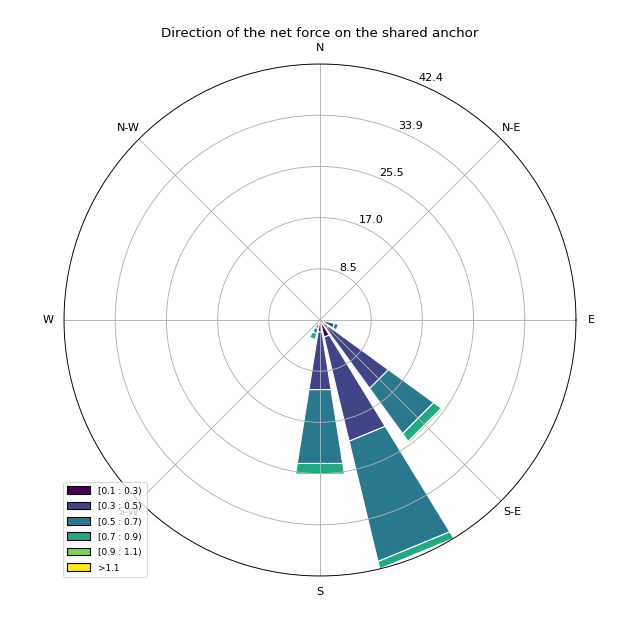 Direction of the net force on the shared anchor
N
42.4
N-W
33.9
N-E
25.5
17.0
8.5
W
E
[0.1 : 0.3)
[0.3 : 0.5)
S-W
[0.5 : 0.7)
S-E
[0.7 : 0.9)
[0.9 : 1.1)
>1.1
S